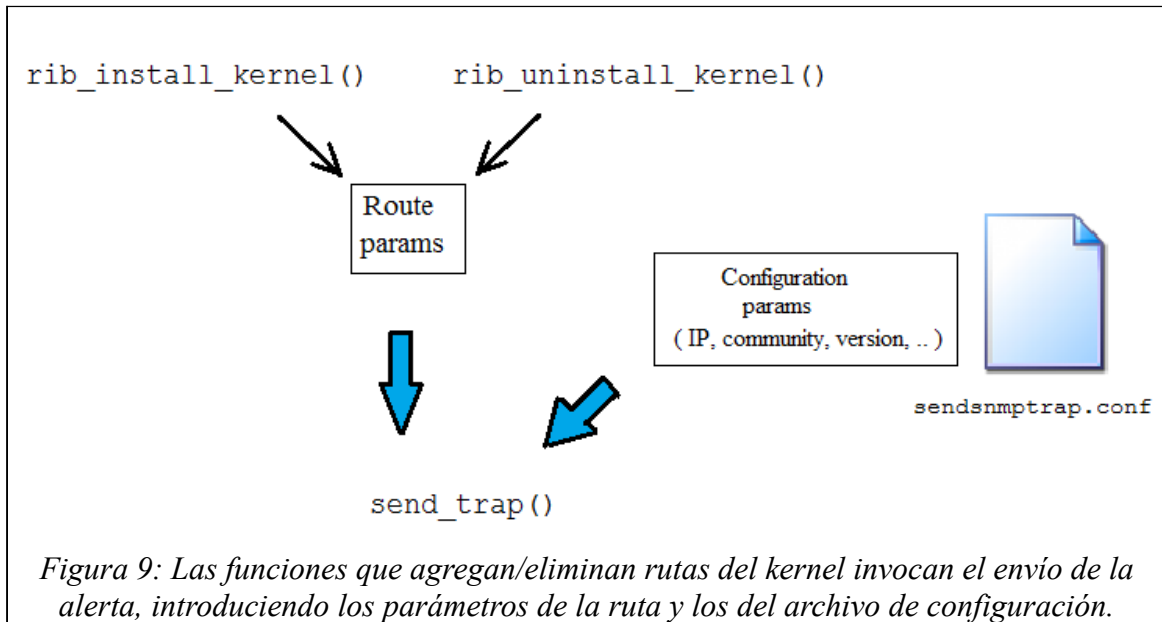 rib_install_kernel()
rib_uninstall_kernel()
Route
params
Configuration
params
( IP, community, version, .. )
sendsnmptrap.conf
send_trap()
Figura 9: Las funciones que agregan/eliminan rutas del kernel invocan el envío de la
alerta, introduciendo los parámetros de la ruta y los del archivo de configuración.